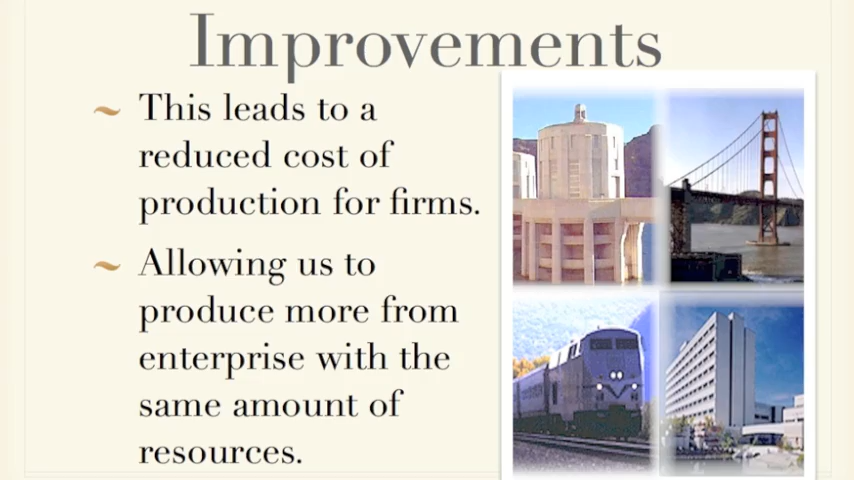 Improvements
~ This leads to a
reduced cost of
production for firms.
~ Allowing us to
produce more from
enterprise with the
same amount of
resources.